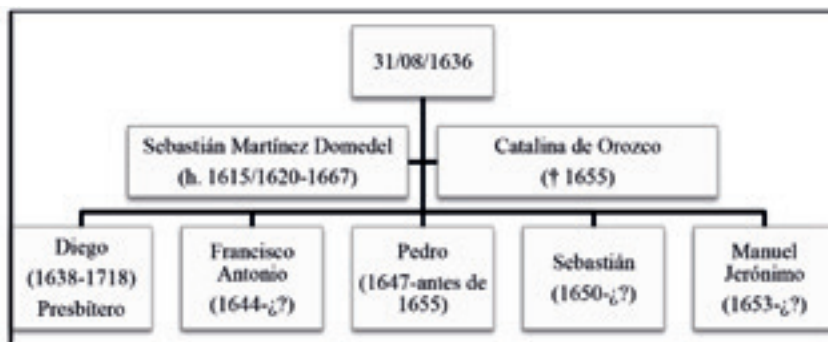 31/08/1636
Sebastián Martínez Domedel
(h. 1615/1620-1667)
Catalina de Orozco
(† 1655)
Diego
(1638-1718)
Presbítero
Francisco
Antonio
(1644-¿?)
Pedro
(1647-antes de
1655)
Sebastián
(1650-¿?)
Manuel
Jerónimo
(1653-¿?)